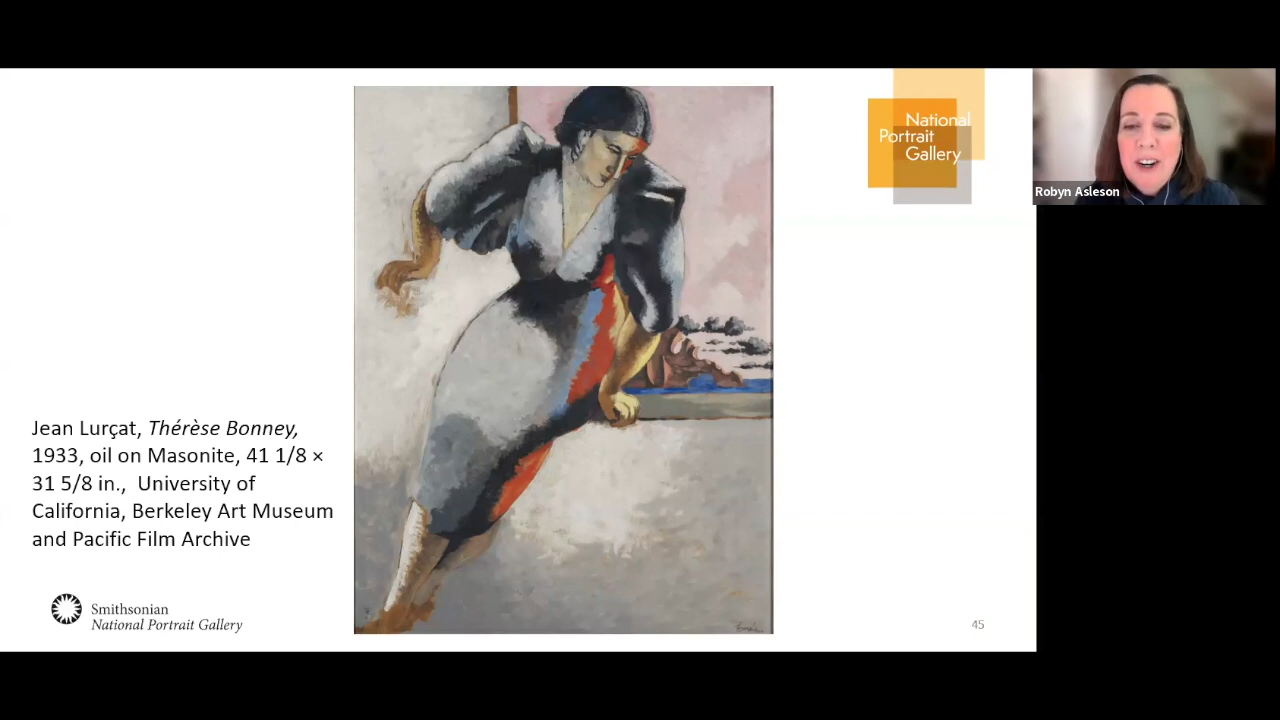 National
Portrait
Gallery
Robyn Asleson
Jean Lurçat, Thérèse Bonney,
1933, oil on Masonite, 41 1/8 ×
31 5/8 in.,  University of
California, Berkeley Art Museum
and Pacific Film Archive
Smithsonian
National Portrait Gallery
45